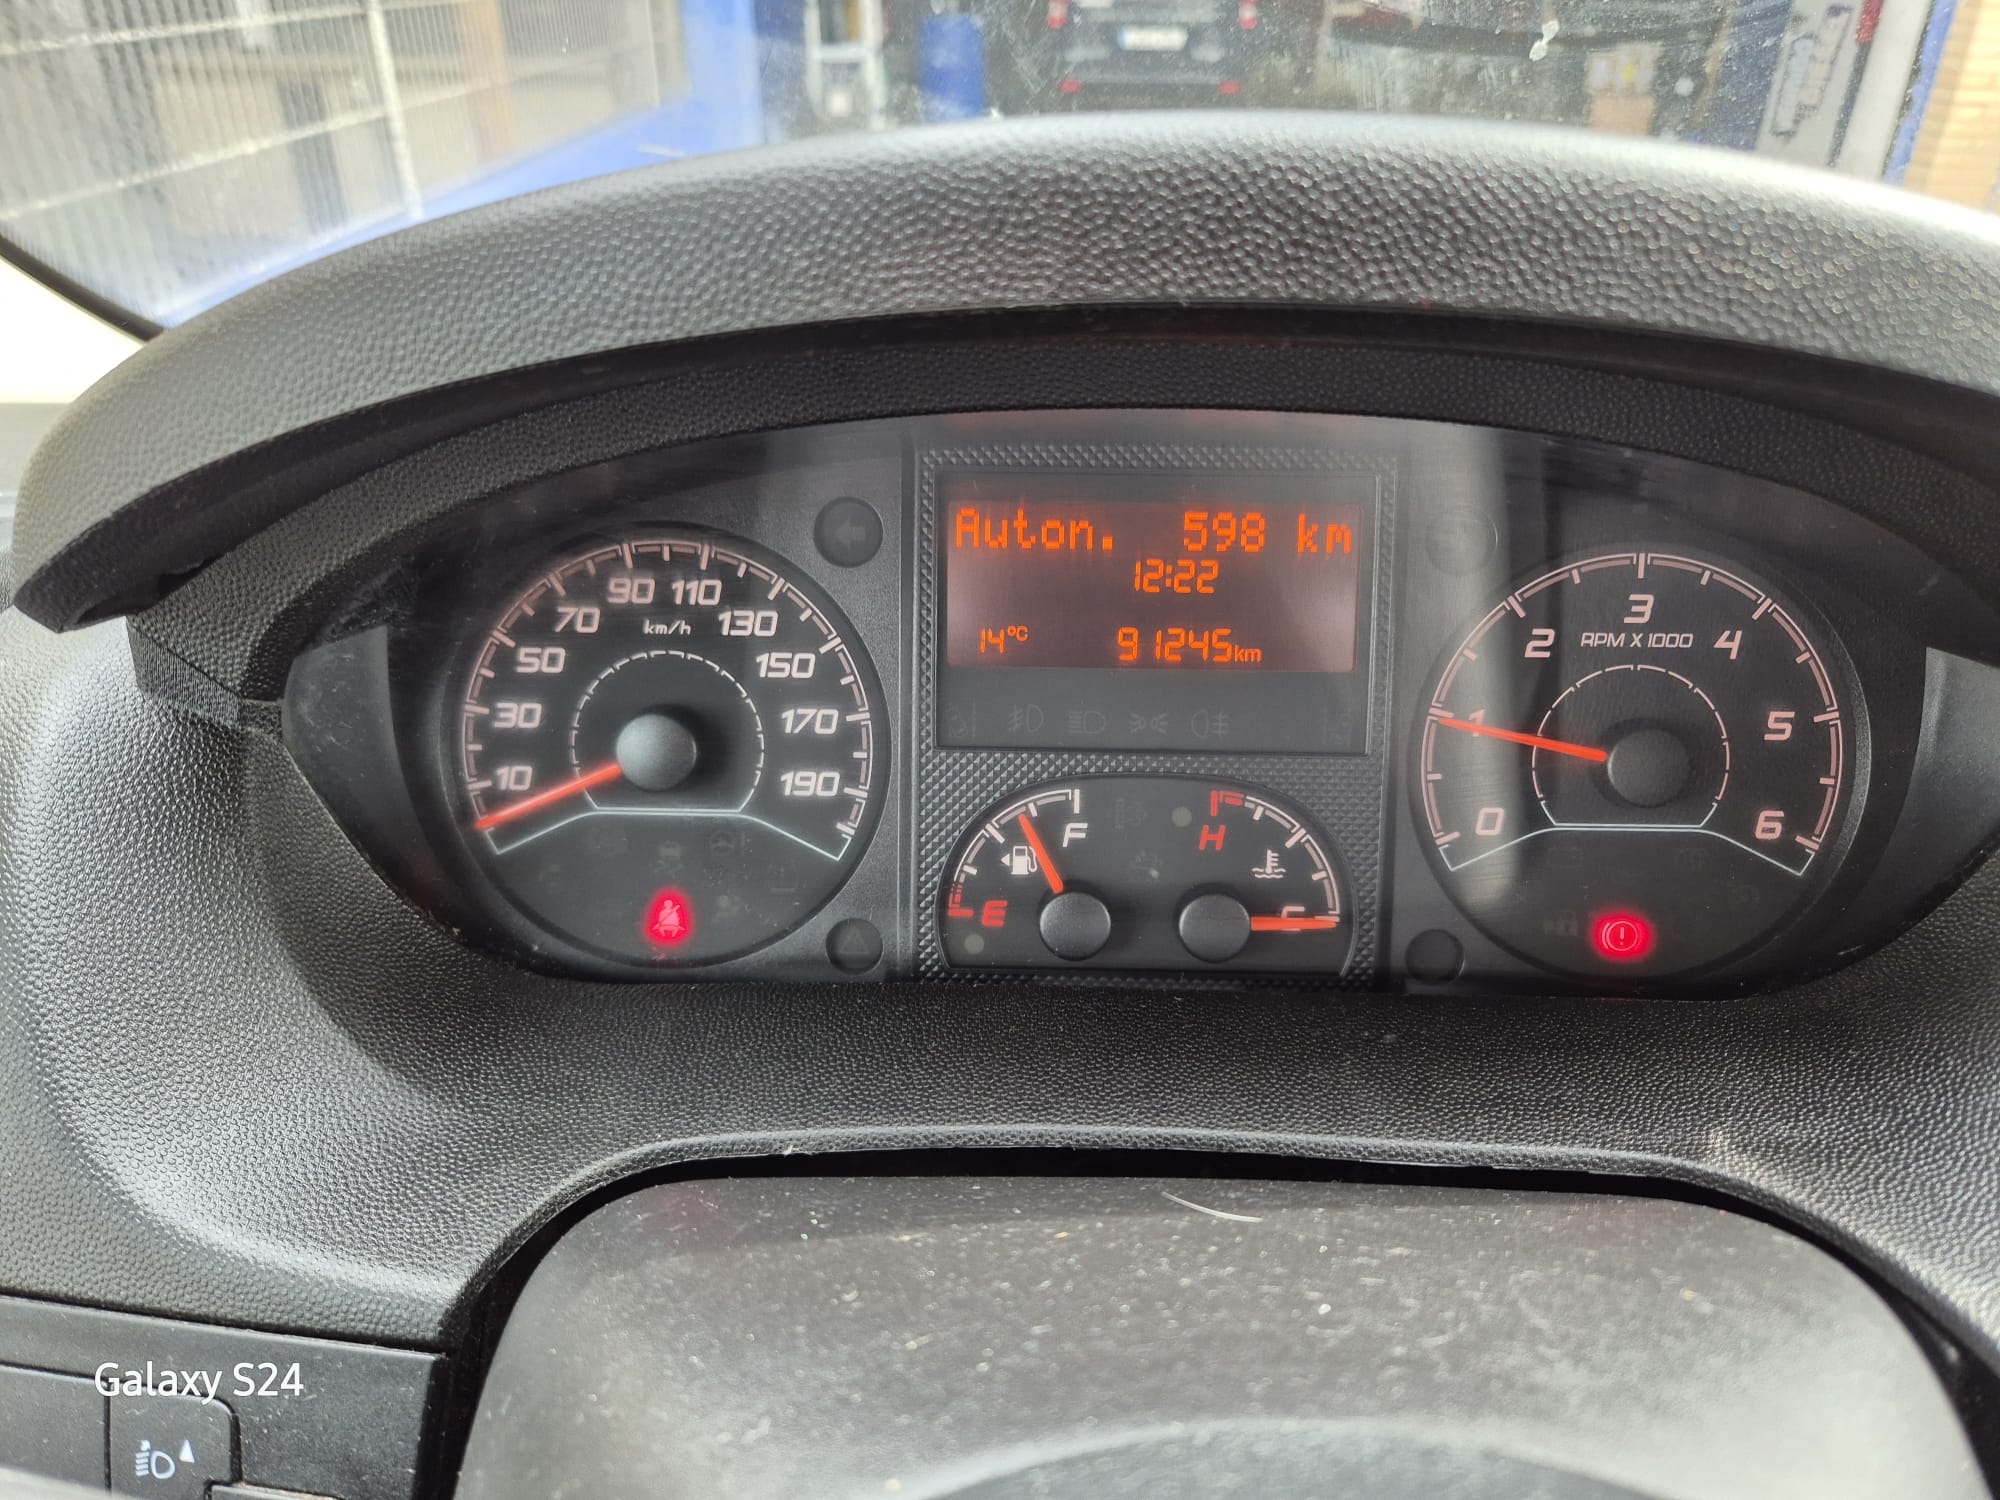 Auton. 598 km
12:22
14°C 91245km
10 30 50 70 90 110 130 150 170 190
km/h
0 1 2 3 4 5 6
RPM X 1000
E F
H C
Galaxy S24